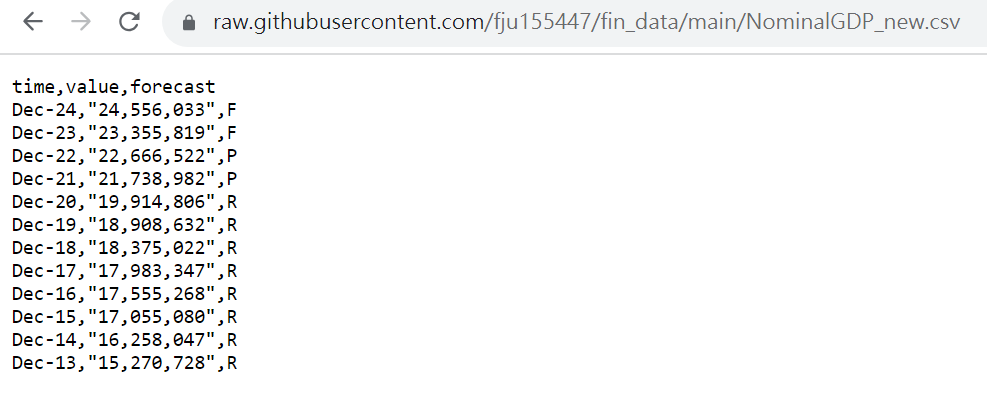 raw.githubusercontent.com/fju155447/fin_data/main/NominalGDP_new.csv
time,value,forecast
Dec-24,"24,556,033",F
Dec-23,"23,355,819",F
Dec-22,"22,666,522",P
Dec-21,"21,738,982",P
Dec-20,"19,914,806",R
Dec-19,"18,908,632",R
Dec-18,"18,375,022",R
Dec-17,"17,983,347",R
Dec-16,"17,555,268",R
Dec-15,"17,055,080",R
Dec-14,"16,258,047",R
Dec-13,"15,270,728",R